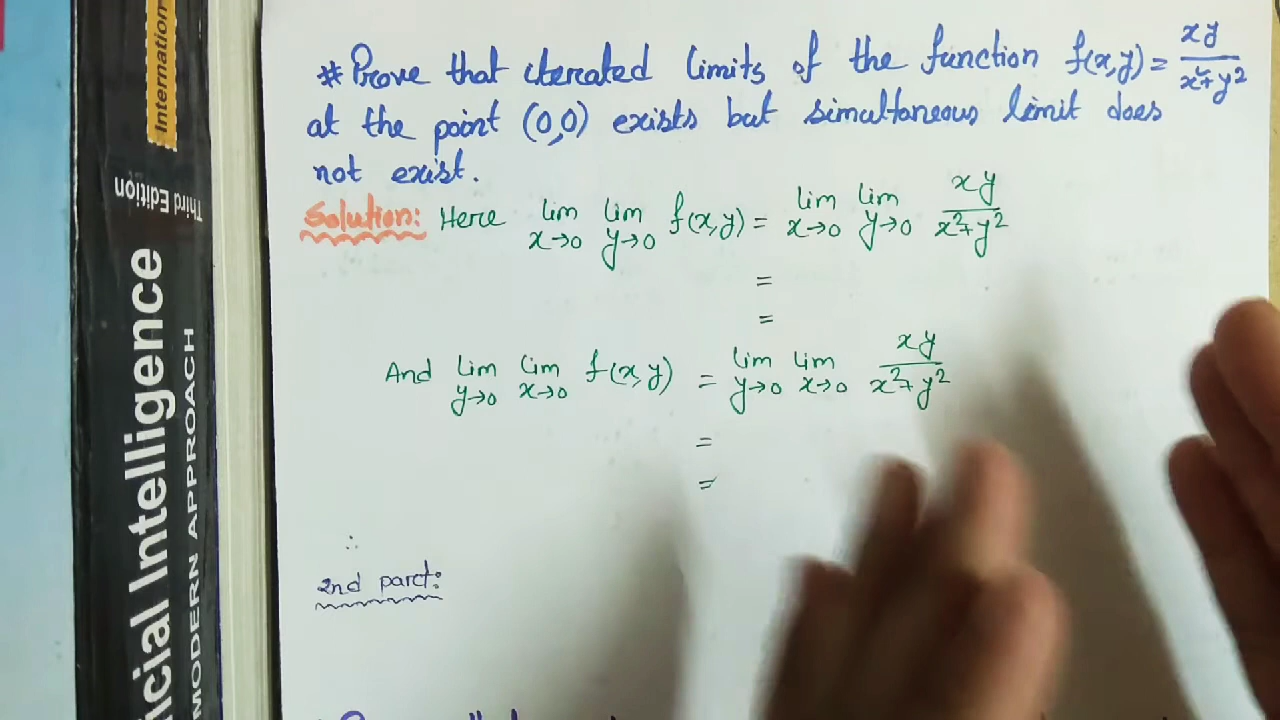 International
Third Edition
icial Intelligence
MODERN APPROACH
* Prove that iterated limits of the function f(x,y) = xy / x²+y²
at the point (0,0) exists but simultaneous limit does
not exist.
Solution: Here lim x→0 lim y→0 f(x,y) = lim x→0 lim y→0 xy / x²+y²
=
=
And lim y→0 lim x→0 f(x,y) = lim y→0 lim x→0 xy / x²+y²
=
=
∴
2nd part: